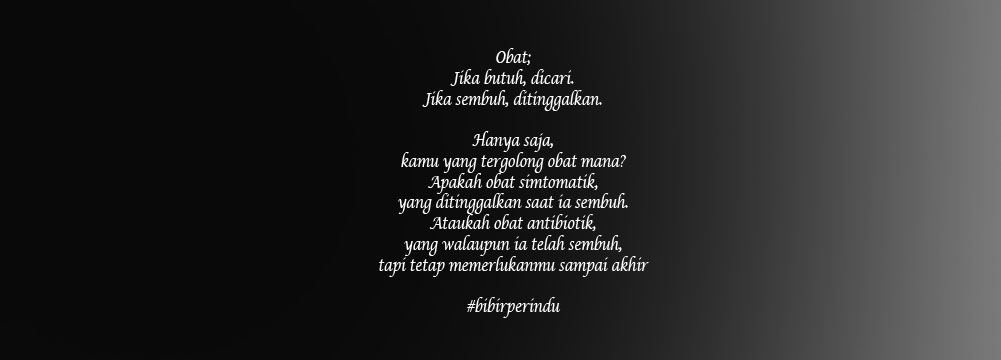 Obat;
Jika butuh, dicari.
Jika sembuh, ditinggalkan.
Hanya saja,
kamu yang tergolong obat mana?
Apakah obat simtomatik,
yang ditinggalkan saat ia sembuh.
Ataukah obat antibiotik,
yang walaupun ia telah sembuh,
tapi tetap memerlukanmu sampai akhir
#bibirperindu